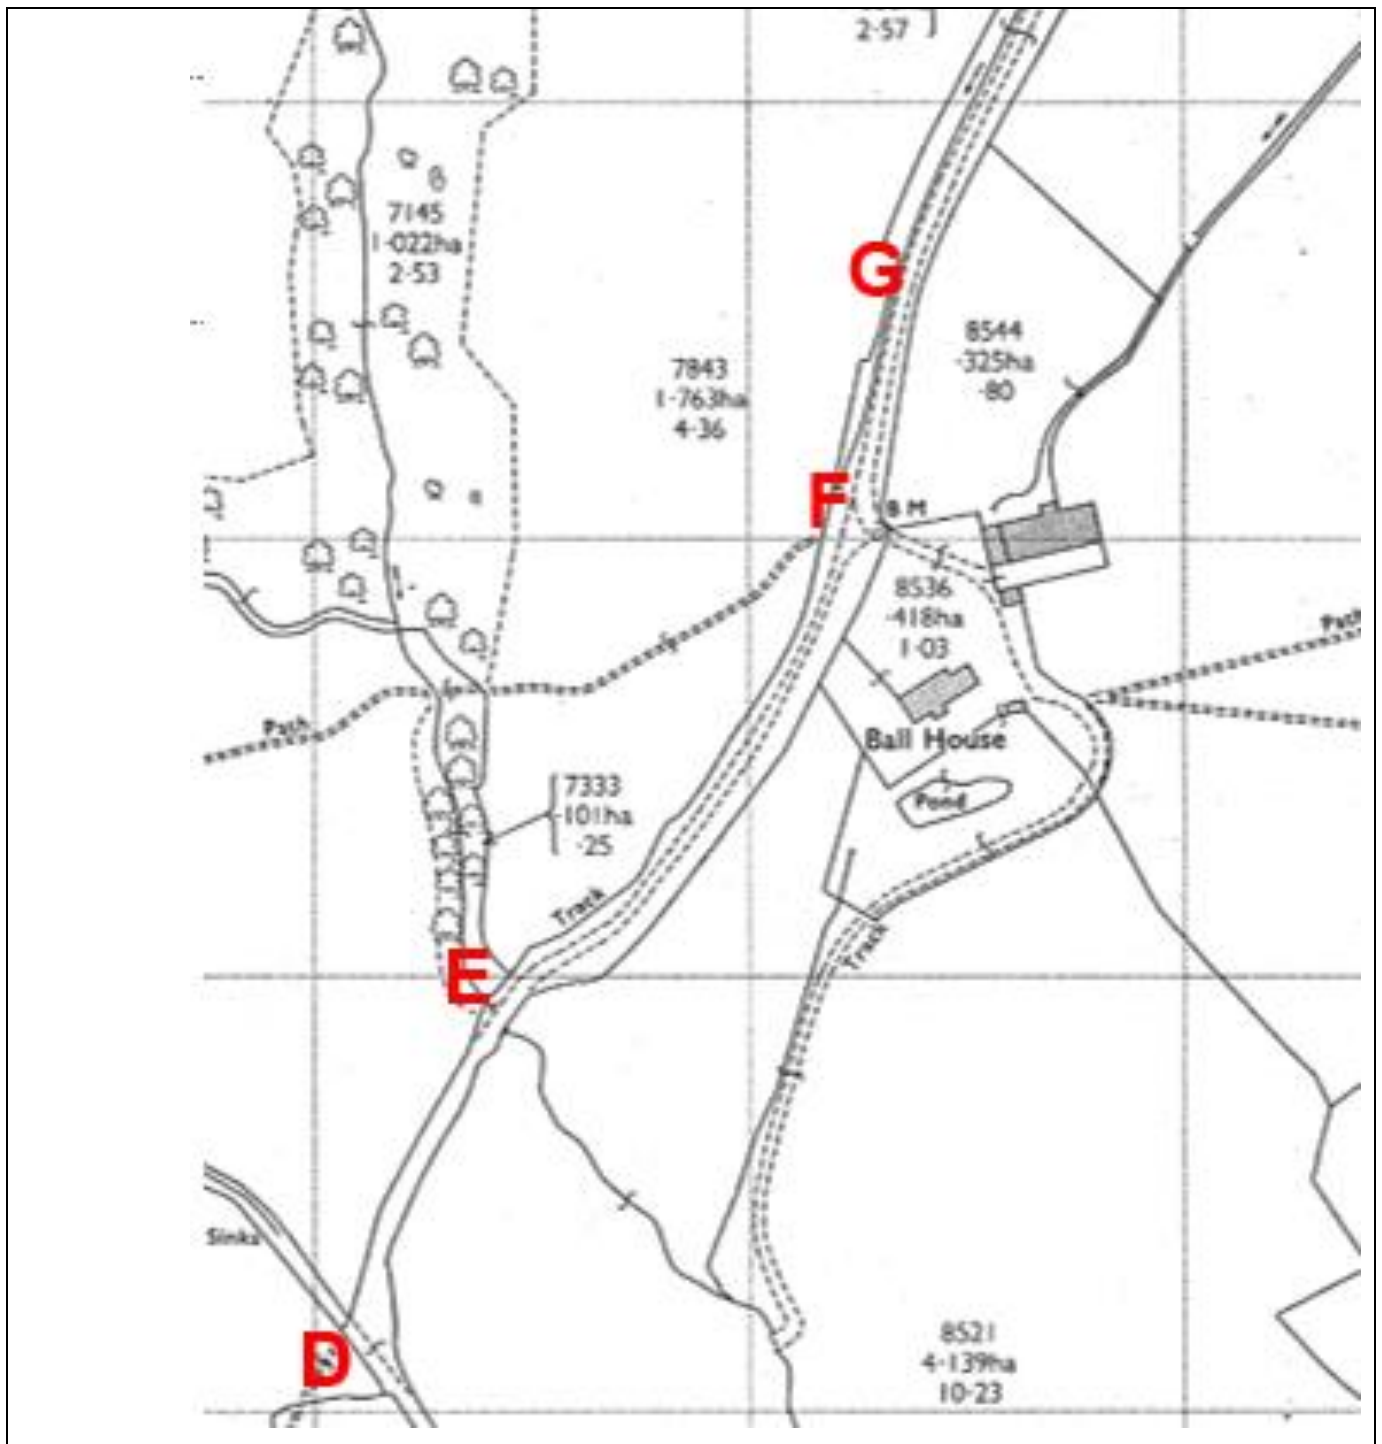 2·57
7145
1·022ha
2·53
G
8544
·325ha
·80
7843
1·763ha
4·36
F
B M
8536
·418ha
1·03
Path
Path
Ball House
Pond
7333
·101ha
·25
Track
Track
E
Sinks
D
8521
4·139ha
10·23